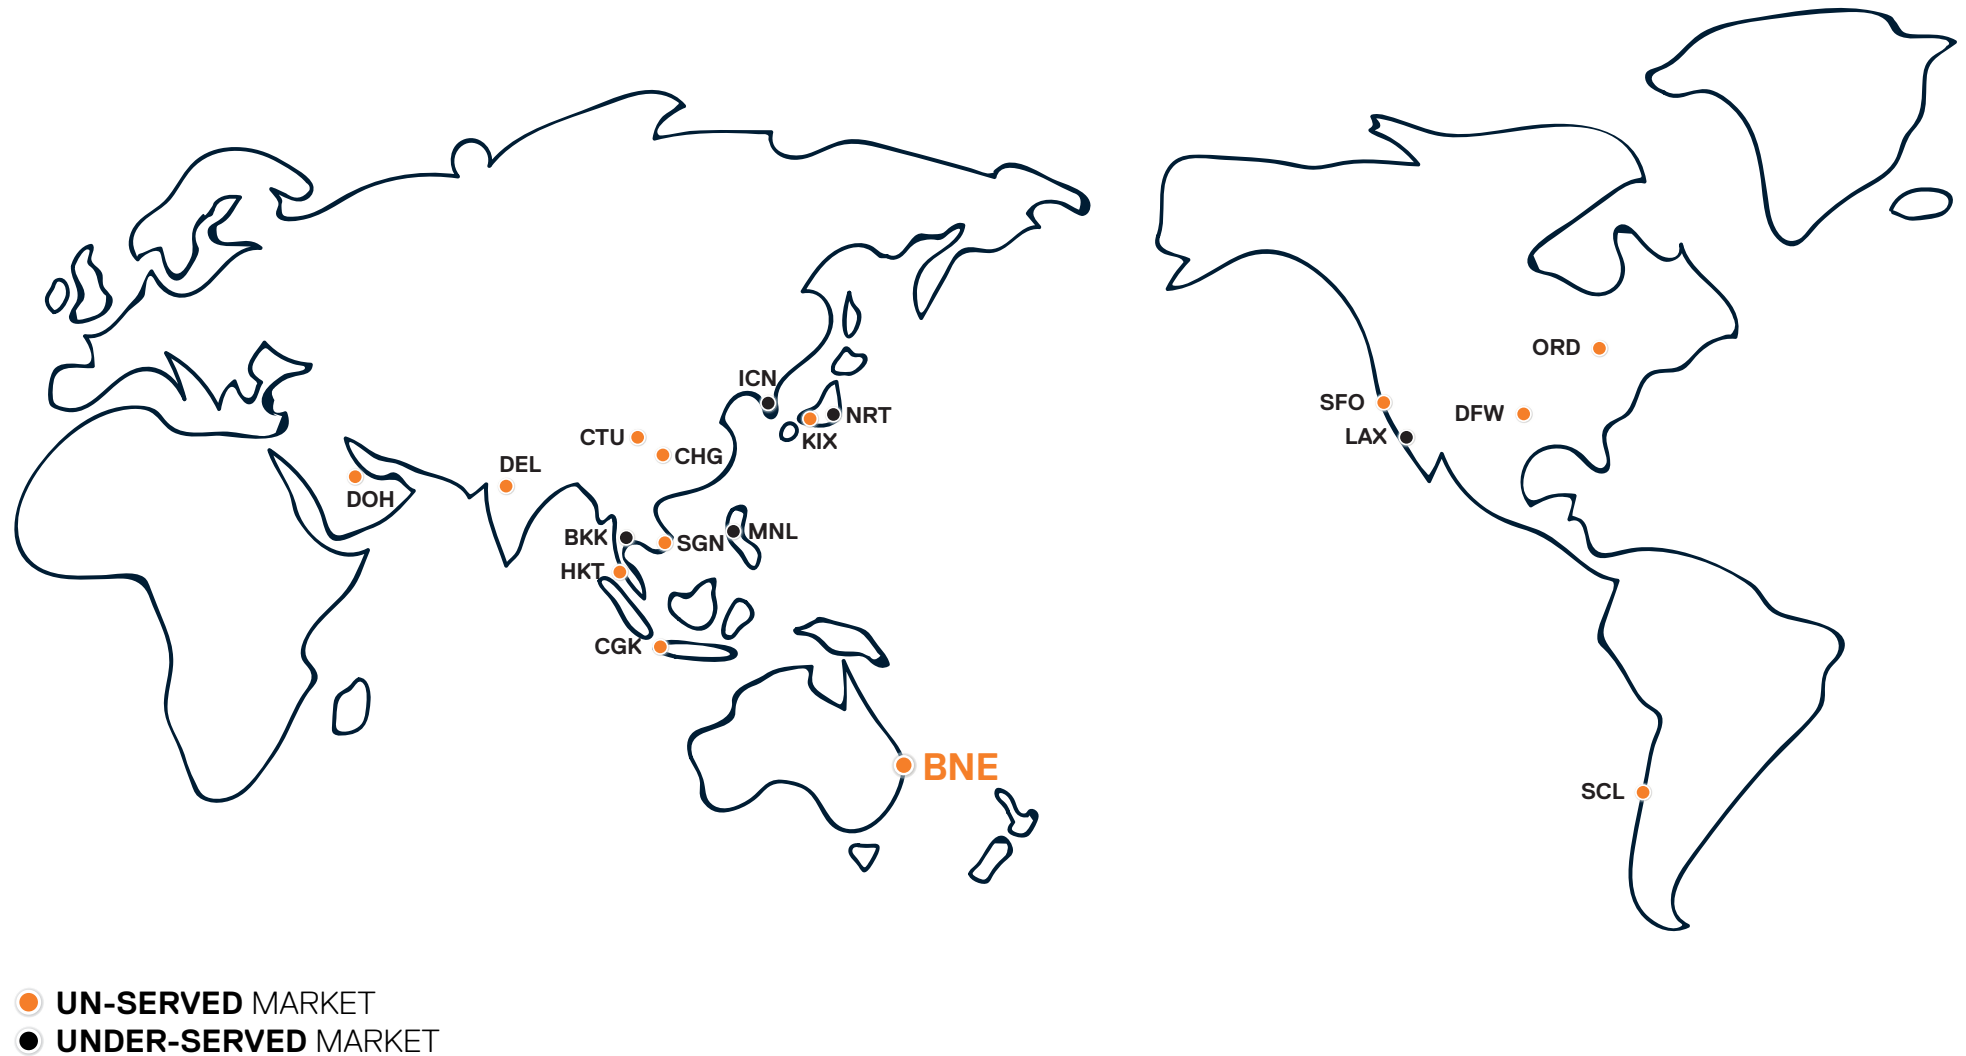 ORD
ICN
SFO
DFW
NRT
LAX
CTU
KIX
CHG
DEL
DOH
BKK
MNL
SGN
HKT
CGK
BNE
SCL
UN-SERVED MARKET
UNDER-SERVED MARKET